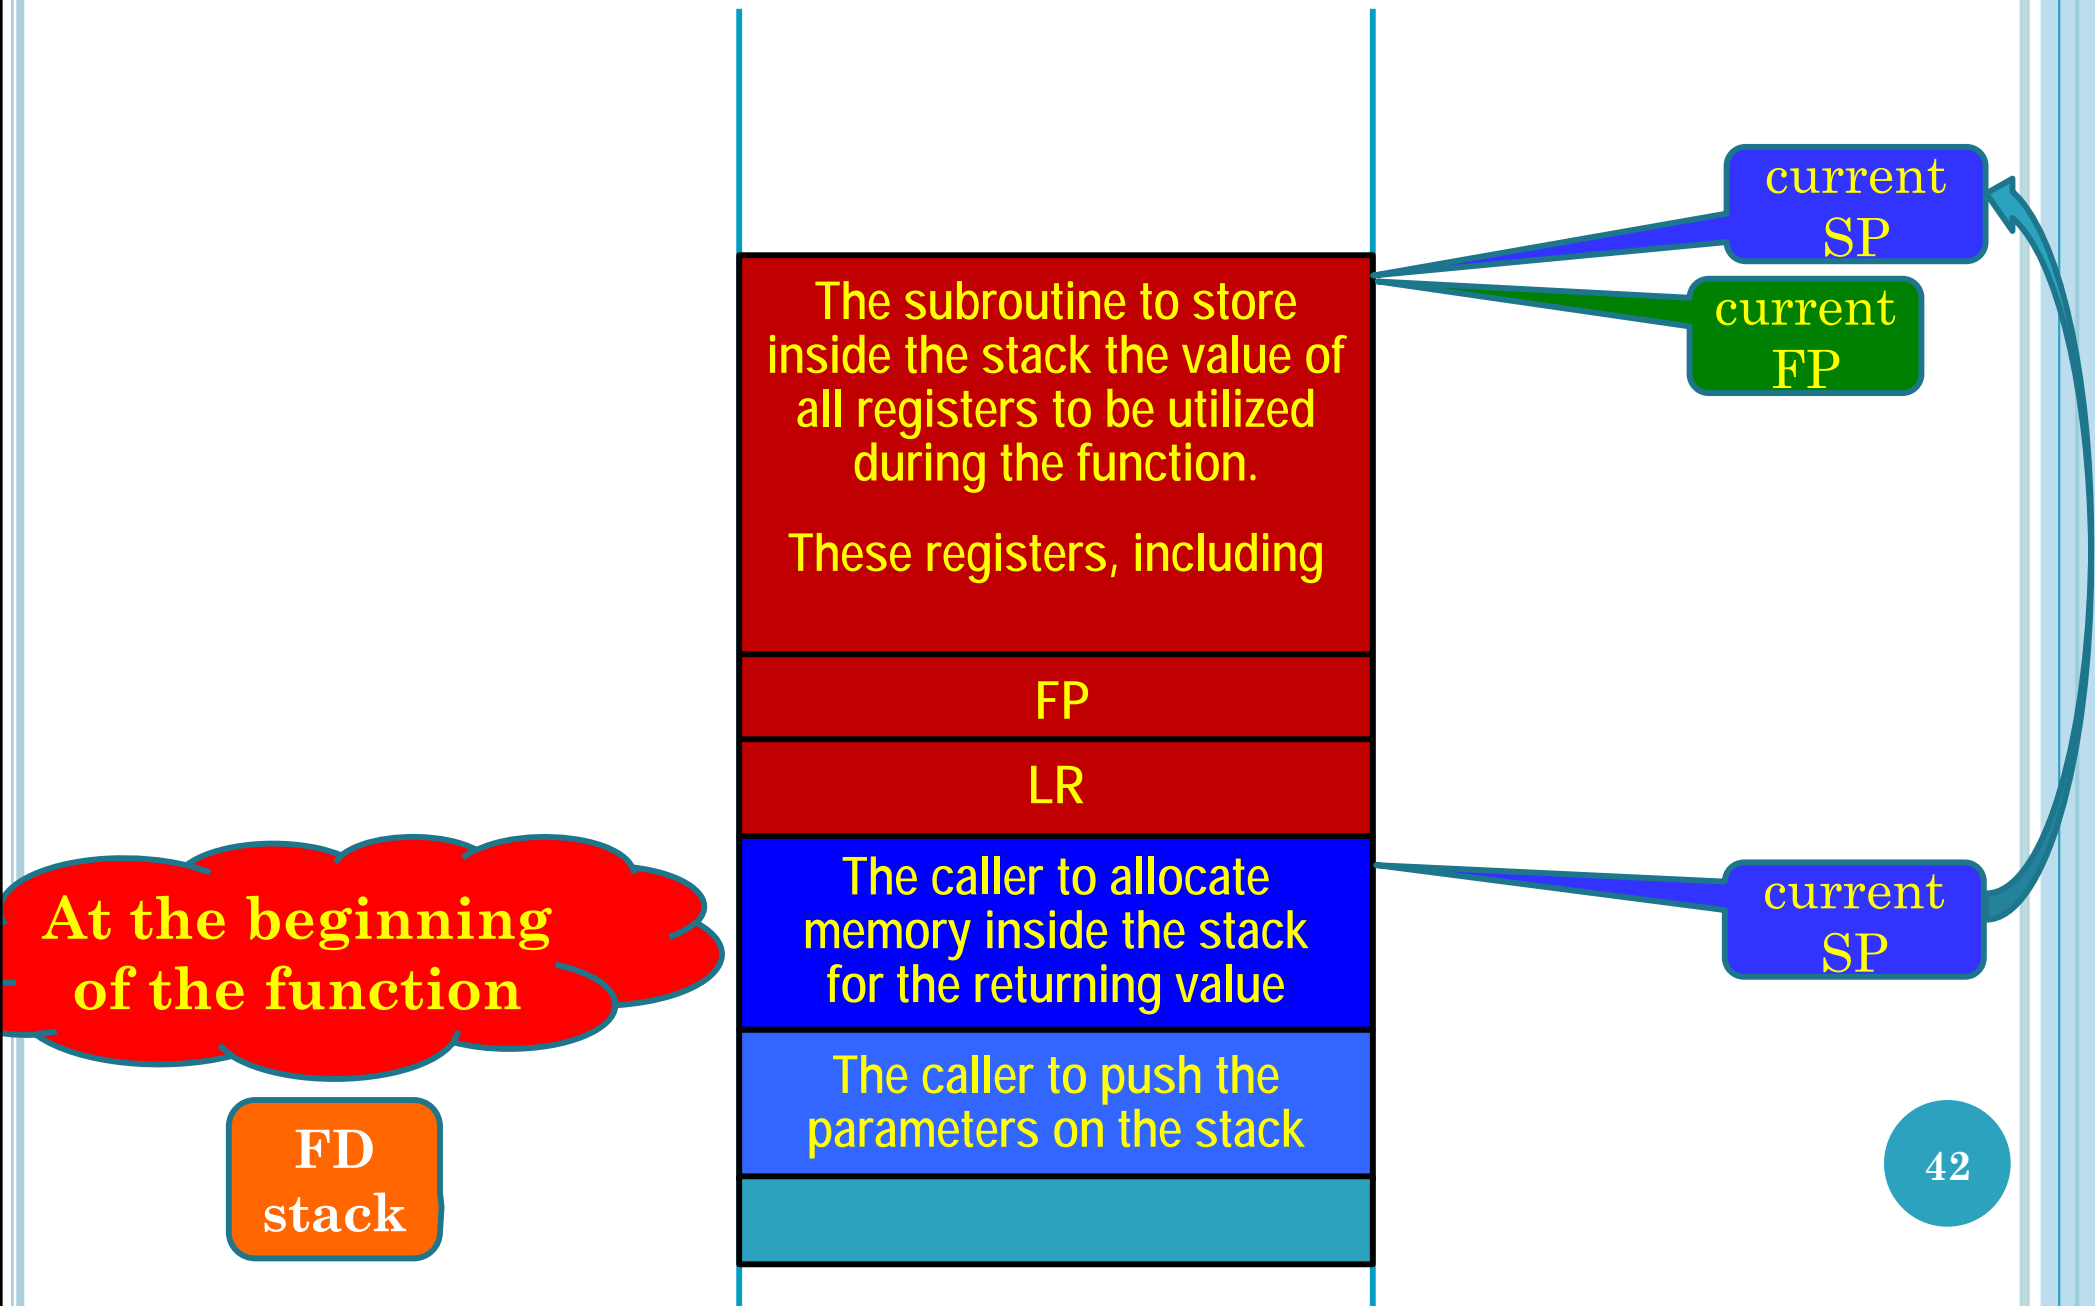 current
SP
current
FP
The subroutine to store
inside the stack the value of
all registers to be utilized
during the function.
These registers, including
FP
LR
The caller to allocate
memory inside the stack
for the returning value
current
SP
At the beginning
of the function
The caller to push the
parameters on the stack
FD
stack
42